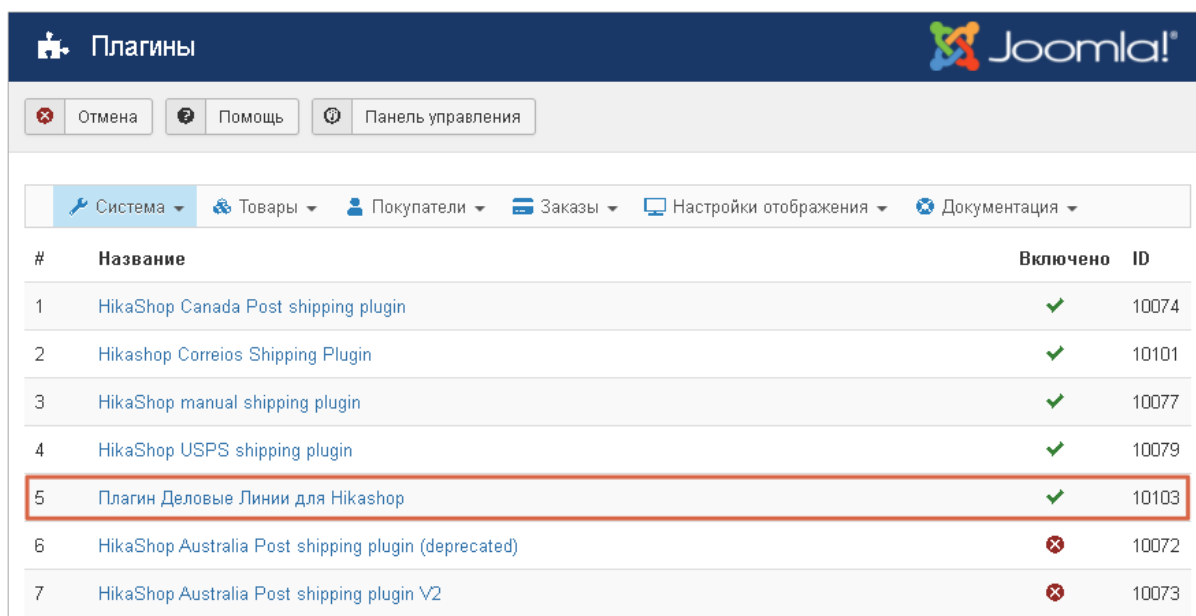 Плагины
Joomla!®
Отмена Помощь Панель управления
Система Товары Покупатели Заказы Настройки отображения Документация
# Название Включено ID
1 HikaShop Canada Post shipping plugin 10074
2 Hikashop Correios Shipping Plugin 10101
3 HikaShop manual shipping plugin 10077
4 HikaShop USPS shipping plugin 10079
5 Плагин Деловые Линии для Hikashop 10103
6 HikaShop Australia Post shipping plugin (deprecated) 10072
7 HikaShop Australia Post shipping plugin V2 10073